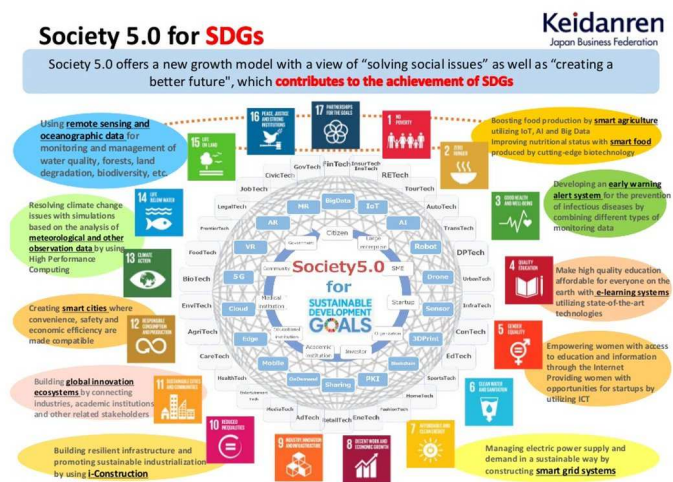 Society 5.0 for SDGs
Keidanren
Japan Business Federation
Society 5.0 offers a new growth model with a view of “solving social issues” as well as “creating a
better future", which contributes to the achievement of SDGs
Using remote sensing and
oceanographic data for
monitoring and management of
water quality, forests, land
degradation, biodiversity, etc.
Resolving climate change
issues with simulations
based on the analysis of
meteorological and other
observation data by using
High Performance
Computing
Creating smart cities where
convenience, safety and
economic efficiency are
made compatible
Building global innovation
ecosystems by connecting
industries, academic institutions
and other related stakeholders
Building resilient infrastructure and
promoting sustainable industrialization
by using i-Construction
Boosting food production by smart agriculture
utilizing IoT, AI and Big Data
Improving nutritional status with smart food
produced by cutting-edge biotechnology
Developing an early warning
alert system for the prevention
of infectious diseases by
combining different types of
monitoring data
Make high quality education
affordable for everyone on the
earth with e-learning systems
utilizing state-of-the-art
technologies
Empowering women with access
to education and information
through the Internet
Providing women with
opportunities for startups by
utilizing ICT
Managing electric power supply and
demand in a sustainable way by
constructing smart grid systems
17 PARTNERSHIPS
FOR THE GOALS
1 NO
POVERTY
2 ZERO
HUNGER
3 GOOD HEALTH
AND WELL-BEING
4 QUALITY
EDUCATION
5 GENDER
EQUALITY
6 CLEAN WATER
AND SANITATION
7 AFFORDABLE AND
CLEAN ENERGY
8 DECENT WORK AND
ECONOMIC GROWTH
9 INDUSTRY, INNOVATION
AND INFRASTRUCTURE
10 REDUCED
INEQUALITIES
11 SUSTAINABLE CITIES
AND COMMUNITIES
12 RESPONSIBLE
CONSUMPTION
AND PRODUCTION
13 CLIMATE
ACTION
14 LIFE
BELOW WATER
15 LIFE
ON LAND
16 PEACE, JUSTICE
AND STRONG
INSTITUTIONS
GovTech
FinTech
InsurTech
RETech
TourTech
AutoTech
TransTech
DPTech
UrbanTech
InfraTech
ConTech
EdTech
SportsTech
HomeTech
FashionTech
EneTech
RetailTech
AdTech
MediaTech
Entertainment
Tech
HealthTech
CareTech
AgriTech
EnviTech
BioTech
FoodTech
LegalTech
JobTech
CivicTech
MR
BigData
IoT
AI
Robot
Drone
Sensor
3DPrint
PKI
Sharing
OnDemand
Mobile
Edge
Cloud
5G
VR
AR
Citizen
Large
enterprise
SME
Startup
Investor
Academic
institution
Medical
institution
Community
Government
Society5.0
for
SUSTAINABLE
DEVELOPMENT
GOALS